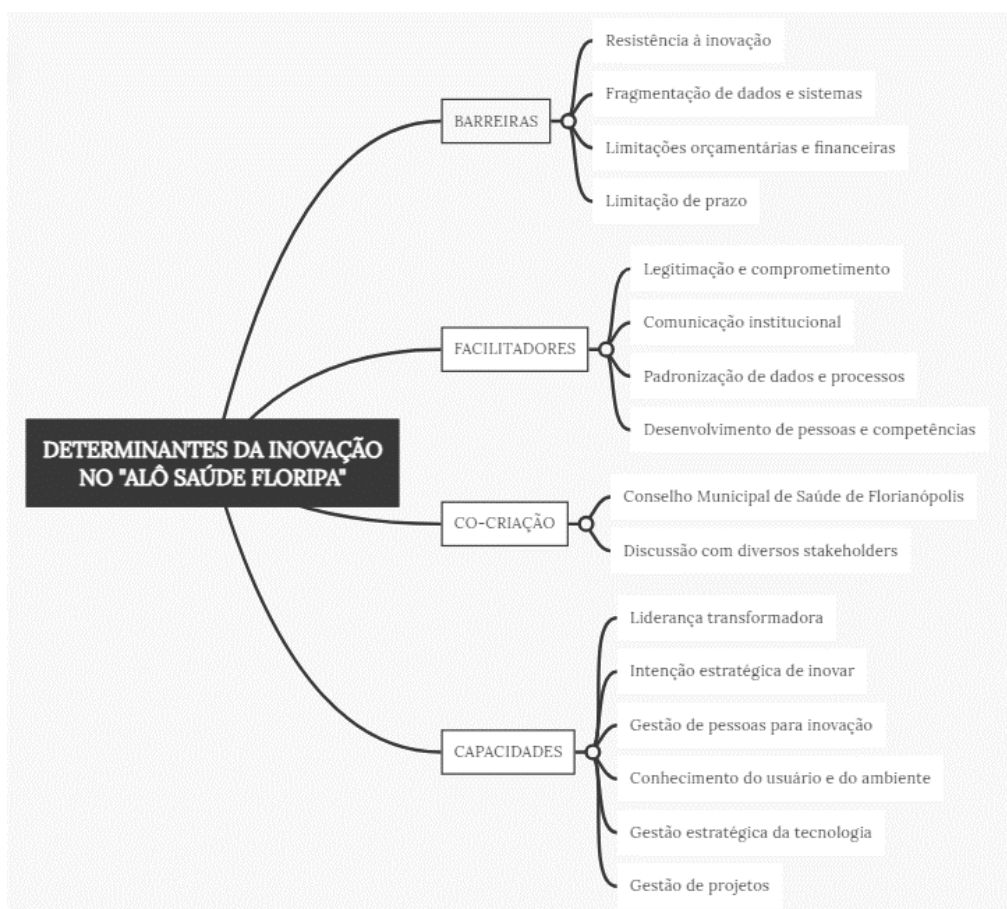 DETERMINANTES DA INOVAÇÃO
NO "ALÔ SAÚDE FLORIPA"
BARREIRAS
Resistência à inovação
Fragmentação de dados e sistemas
Limitações orçamentárias e financeiras
Limitação de prazo
FACILITADORES
Legitimação e comprometimento
Comunicação institucional
Padronização de dados e processos
Desenvolvimento de pessoas e competências
CO-CRIAÇÃO
Conselho Municipal de Saúde de Florianópolis
Discussão com diversos stakeholders
CAPACIDADES
Liderança transformadora
Intenção estratégica de inovar
Gestão de pessoas para inovação
Conhecimento do usuário e do ambiente
Gestão estratégica da tecnologia
Gestão de projetos